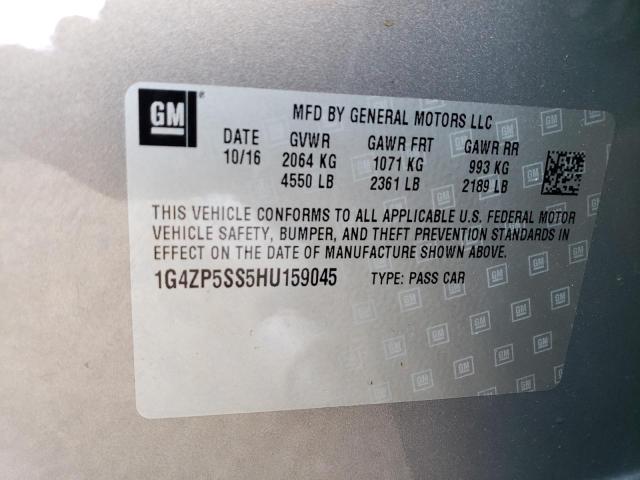 GM ®
MFD BY GENERAL MOTORS LLC
DATE GVWR GAWR FRT GAWR RR
10/16 2064 KG 1071 KG 993 KG
4550 LB 2361 LB 2189 LB
THIS VEHICLE CONFORMS TO ALL APPLICABLE U.S. FEDERAL MOTOR
VEHICLE SAFETY, BUMPER, AND THEFT PREVENTION STANDARDS IN
EFFECT ON THE DATE OF MANUFACTURE SHOWN ABOVE.
1G4ZP5SS5HU159045 TYPE: PASS CAR